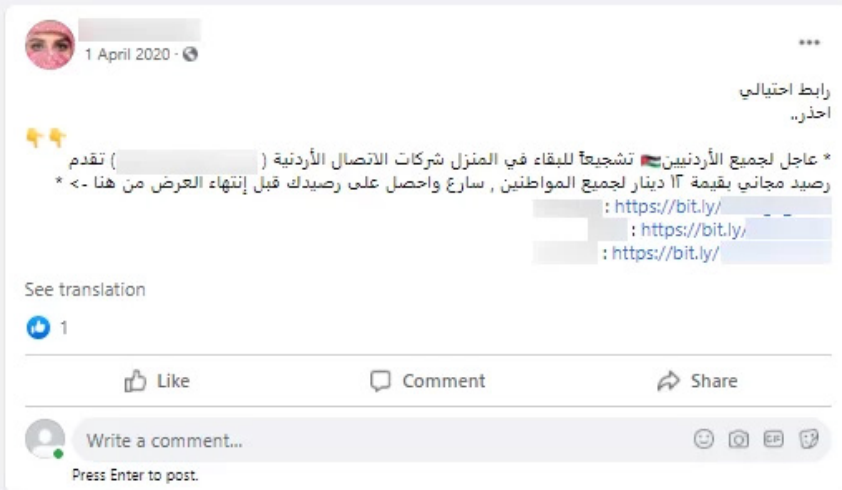 1 April 2020 ·
رابط احتيالي
احذر..
👇👇
* عاجل لجميع الأردنيين🇯🇴 تشجيعاً للبقاء في المنزل شركات الاتصال الأردنية ( ) تقدم
رصيد مجاني بقيمة ١٢ دينار لجميع المواطنين , سارع واحصل على رصيدك قبل إنتهاء العرض من هنا -> *
: https://bit.ly/
: https://bit.ly/
: https://bit.ly/
See translation
1
Like Comment Share
Write a comment...
GIF
Press Enter to post.